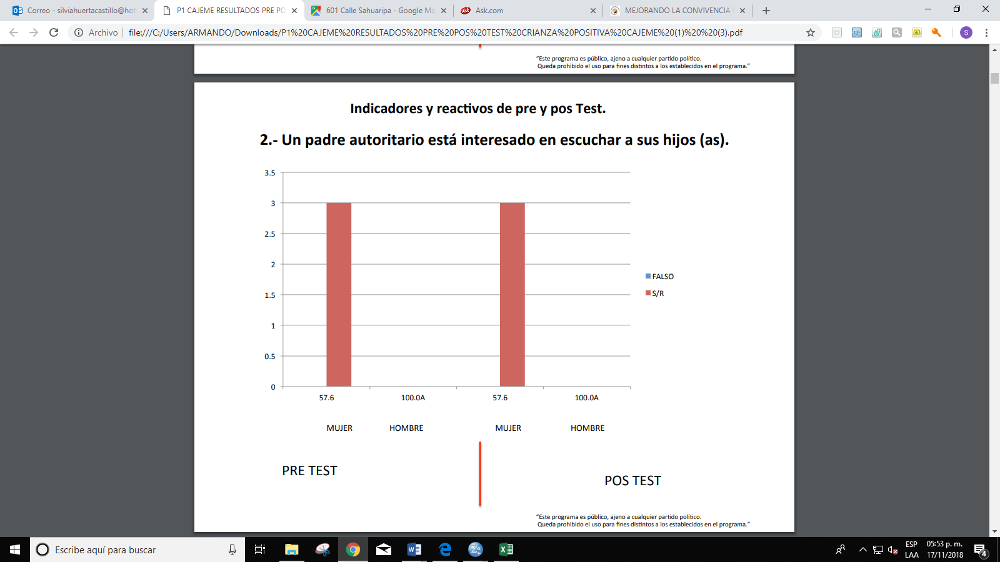 Correo - silviahuertacastillo@hot
P1 CAJEME RESULTADOS PRE PO
601 Calle Sahuaripa - Google Ma
Ask.com
MEJORANDO LA CONVIVENCIA
Archivo
file:///C:/Users/ARMANDO/Downloads/P1%20CAJEME%20RESULTADOS%20PRE%20POS%20TEST%20CRIANZA%20POSITIVA%20CAJEME%20(1)%20%20(3).pdf
S
“Este programa es público, ajeno a cualquier partido político.
Queda prohibido el uso para fines distintos a los establecidos en el programa.”
Indicadores y reactivos de pre y pos Test.
2.- Un padre autoritario está interesado en escuchar a sus hijos (as).
3.5
3
2.5
2
1.5
1
0.5
0
FALSO
S/R
57.6 100.0A 57.6 100.0A
MUJER HOMBRE MUJER HOMBRE
PRE TEST
POS TEST
“Este programa es público, ajeno a cualquier partido político.
Queda prohibido el uso para fines distintos a los establecidos en el programa.”
Escribe aquí para buscar
ESP
LAA
05:53 p. m.
17/11/2018
4